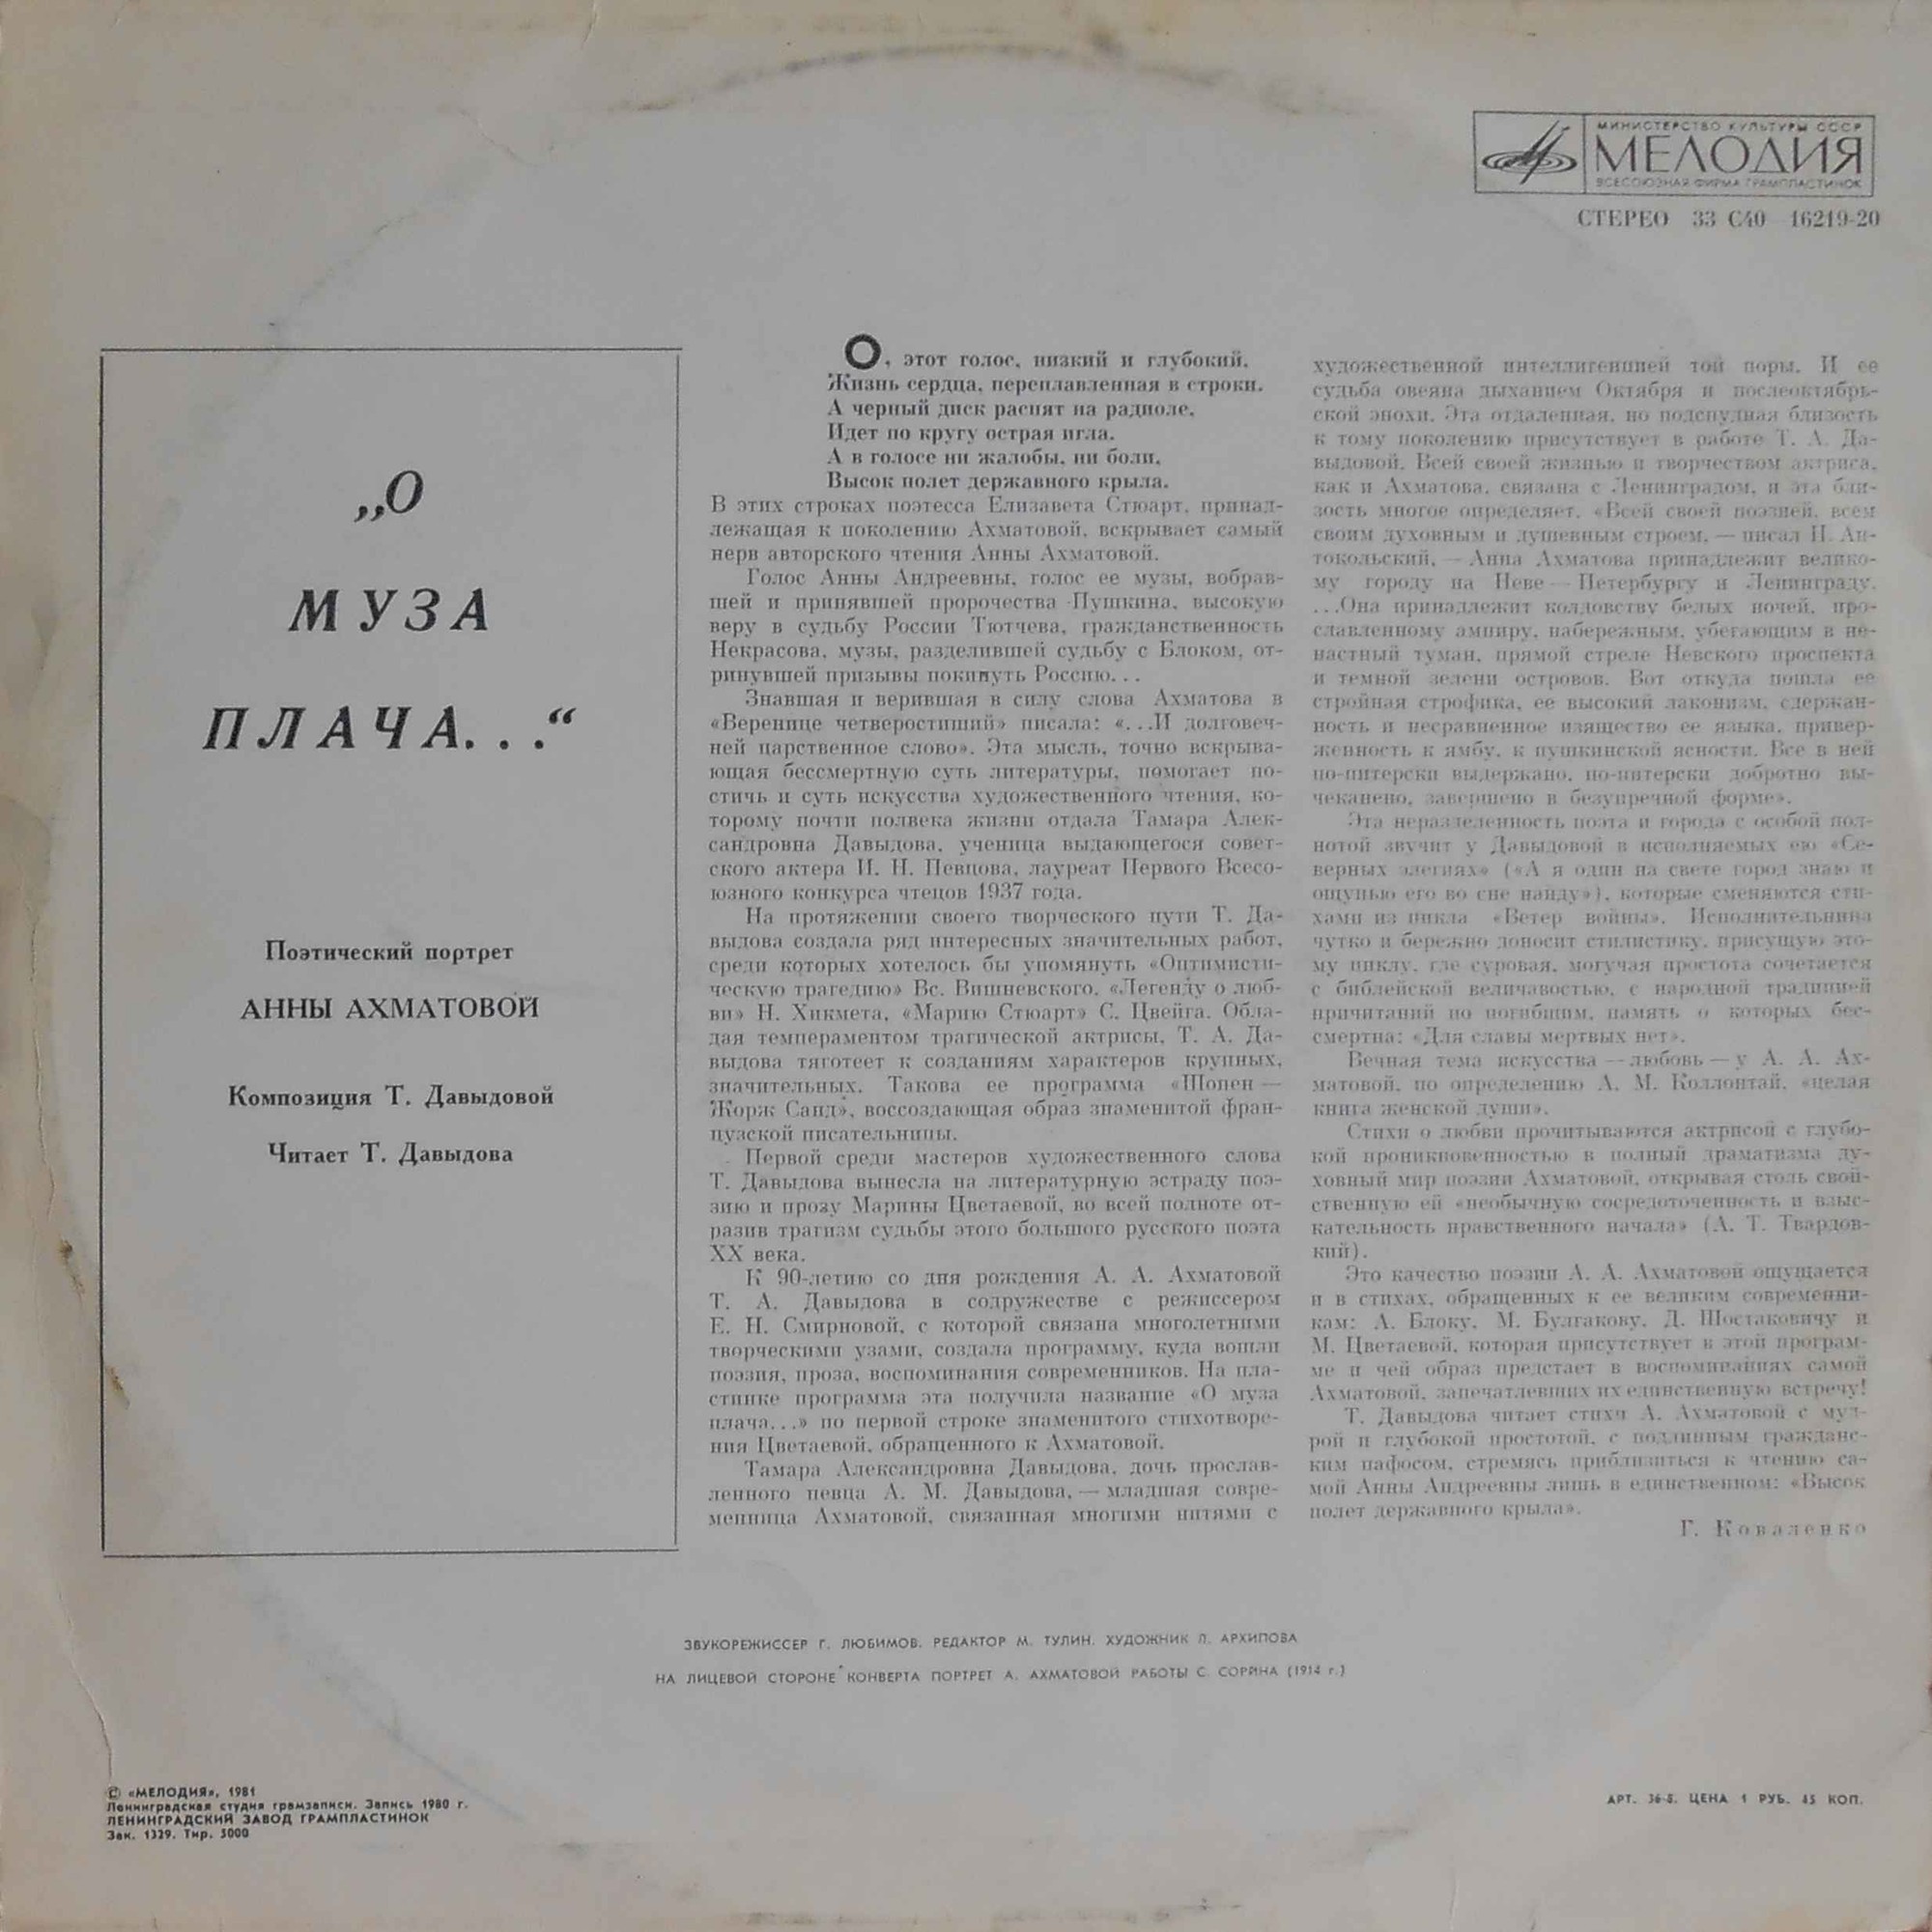 МИНИСТЕРСТВО КУЛЬТУРЫ СССР
МЕЛОДИЯ
ВСЕСОЮЗНАЯ ФИРМА ГРАМПЛАСТИНОК
СТЕРЕО 33 С40—16219-20
„О
МУЗА
ПЛАЧА...“
Поэтический портрет
АННЫ АХМАТОВОЙ
Композиция Т. Давыдовой
Читает Т. Давыдова
О, этот голос, низкий и глубокий.
Жизнь сердца, переплавленная в строки.
А черный диск распят на радиоле,
Идет по кругу острая игла.
А в голосе ни жалобы, ни боли,
Высок полет державного крыла.
В этих строках поэтесса Елизавета Стюарт, принад-
лежащая к поколению Ахматовой, вскрывает самый
нерв авторского чтения Анны Ахматовой.
Голос Анны Андреевны, голос ее музы, вобрав-
шей и принявшей пророчества Пушкина, высокую
веру в судьбу России Тютчева, гражданственность
Некрасова, музы, разделившей судьбу с Блоком, от-
ринувшей призывы покинуть Россию...
Знавшая и верившая в силу слова Ахматова в
«Веренице четверостиший» писала: «...И долговеч-
ней царственное слово». Эта мысль, точно вскрыва-
ющая бессмертную суть литературы, помогает по-
стичь и суть искусства художественного чтения, ко-
торому почти полвека жизни отдала Тамара Алек-
сандровна Давыдова, ученица выдающегося совет-
ского актера И. Н. Певцова, лауреат Первого Всесо-
юзного конкурса чтецов 1937 года.
На протяжении своего творческого пути Т. Да-
выдова создала ряд интересных значительных работ,
среди которых хотелось бы упомянуть «Оптимисти-
ческую трагедию» Вс. Вишневского, «Легенду о люб-
ви» Н. Хикмета, «Марию Стюарт» С. Цвейга. Обла-
дая темпераментом трагической актрисы, Т. А. Да-
выдова тяготеет к созданиям характеров крупных,
значительных. Такова ее программа «Шопен —
Жорж Санд», воссоздающая образ знаменитой фран-
цузской писательницы.
Первой среди мастеров художественного слова
Т. Давыдова вынесла на литературную эстраду поэ-
зию и прозу Марины Цветаевой, во всей полноте от-
разив трагизм судьбы этого большого русского поэта
XX века.
К 90-летию со дня рождения А. А. Ахматовой
Т. А. Давыдова в содружестве с режиссером
Е. Н. Смирновой, с которой связана многолетними
творческими узами, создала программу, куда вошли
поэзия, проза, воспоминания современников. На пла-
стинке программа эта получила название «О муза
плача...» по первой строке знаменитого стихотворе-
ния Цветаевой, обращенного к Ахматовой.
Тамара Александровна Давыдова, дочь прослав-
ленного певца А. М. Давыдова, — младшая совре-
менница Ахматовой, связанная многими нитями с
художественной интеллигенцией той поры. И ее
судьба овеяна дыханием Октября и послеоктябрь-
ской эпохи. Эта отдаленная, но подспудная близость
к тому поколению присутствует в работе Т. А. Да-
выдовой. Всей своей жизнью и творчеством актриса,
как и Ахматова, связана с Ленинградом, и эта бли-
зость многое определяет. «Всей своей поэзией, всем
своим духовным и душевным строем, — писал П. Ан-
токольский, — Анна Ахматова принадлежит велико-
му городу на Неве — Петербургу и Ленинграду.
...Она принадлежит колдовству белых ночей, про-
славленному ампиру, набережным, убегающим в не-
настный туман, прямой стреле Невского проспекта
и темной зелени островов. Вот откуда пошла ее
стройная строфика, ее высокий лаконизм, сдержан-
ность и несравненное изящество ее языка, привер-
женность к ямбу, к пушкинской ясности. Все в ней
по-питерски выдержано, по-питерски добротно вы-
чеканено, завершено в безупречной форме».
Эта неразделенность поэта и города с особой пол-
нотой звучит у Давыдовой в исполняемых ею «Се-
верных элегиях» («А я один на свете город знаю и
ощупью его во сне найду»), которые сменяются сти-
хами из цикла «Ветер войны». Исполнительница
чутко и бережно доносит стилистику, присущую это-
му циклу, где суровая, могучая простота сочетается
с библейской величавостью, с народной традицией
причитаний по погибшим, память о которых бес-
смертна: «Для славы мертвых нет».
Вечная тема искусства — любовь — у А. А. Ах-
матовой, по определению А. М. Коллонтай, «целая
книга женской души».
Стихи о любви прочитываются актрисой с глубо-
кой проникновенностью в полный драматизма ду-
ховный мир поэзии Ахматовой, открывая столь свой-
ственную ей «необычную сосредоточенность и взыс-
кательность нравственного начала» (А. Т. Твардов-
кий).
Это качество поэзии А. А. Ахматовой ощущается
и в стихах, обращенных к ее великим современни-
кам: А. Блоку, М. Булгакову, Д. Шостаковичу и
М. Цветаевой, которая присутствует в этой програм-
ме и чей образ предстает в воспоминаниях самой
Ахматовой, запечатлевших их единственную встречу!
Т. Давыдова читает стихи А. Ахматовой с муд-
рой и глубокой простотой, с подлинным гражданс-
ким пафосом, стремясь приблизиться к чтению са-
мой Анны Андреевны лишь в единственном: «Высок
полет державного крыла».
Г. Коваленко
ЗВУКОРЕЖИССЕР Г. ЛЮБИМОВ. РЕДАКТОР М. ТУЛИН. ХУДОЖНИК Л. АРХИПОВА
НА ЛИЦЕВОЙ СТОРОНЕ КОНВЕРТА ПОРТРЕТ А. АХМАТОВОЙ РАБОТЫ С. СОРИНА (1914 г.)
© «МЕЛОДИЯ», 1981
Ленинградская студия грамзаписи. Запись 1980 г.
ЛЕНИНГРАДСКИЙ ЗАВОД ГРАМПЛАСТИНОК
Зак. 1329. Тир. 5000
АРТ. 36-8. ЦЕНА 1 РУБ. 45 КОП.